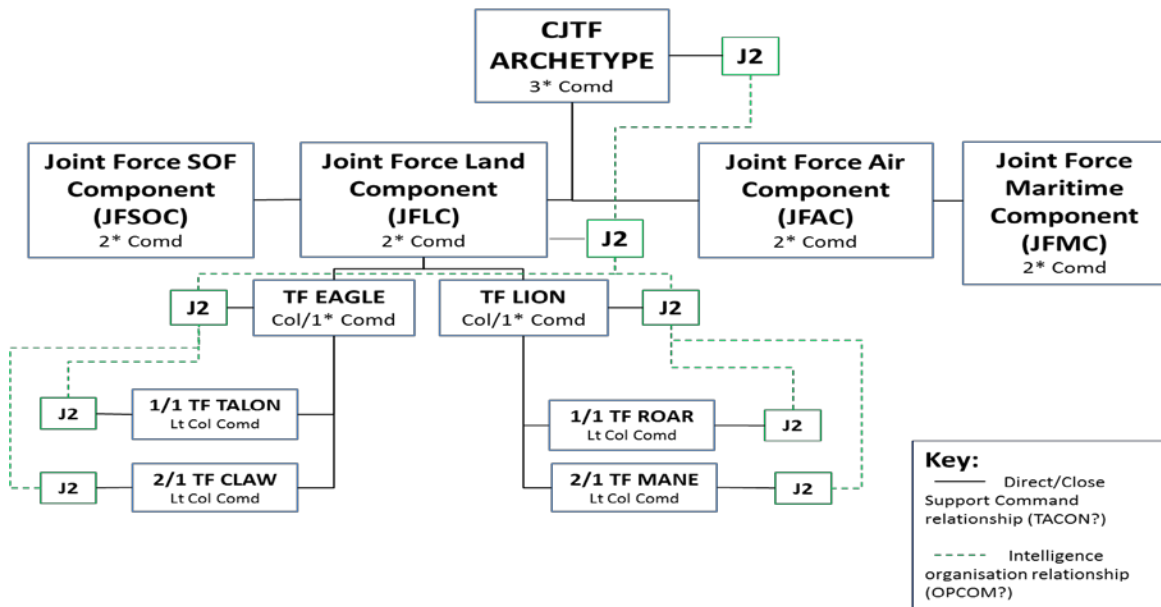 CJTF
ARCHETYPE
3* Comd
J2
Joint Force SOF
Component
(JFSOC)
2* Comd
Joint Force Land
Component
(JFLC)
2* Comd
J2
Joint Force Air
Component
(JFAC)
2* Comd
Joint Force
Maritime
Component
(JFMC)
2* Comd
J2
TF EAGLE
Col/1* Comd
TF LION
Col/1* Comd
J2
J2
1/1 TF TALON
Lt Col Comd
1/1 TF ROAR
Lt Col Comd
J2
J2
2/1 TF CLAW
Lt Col Comd
2/1 TF MANE
Lt Col Comd
J2
Key:
Direct/Close
Support Command
relationship (TACON?)
Intelligence
organisation relationship
(OPCOM?)